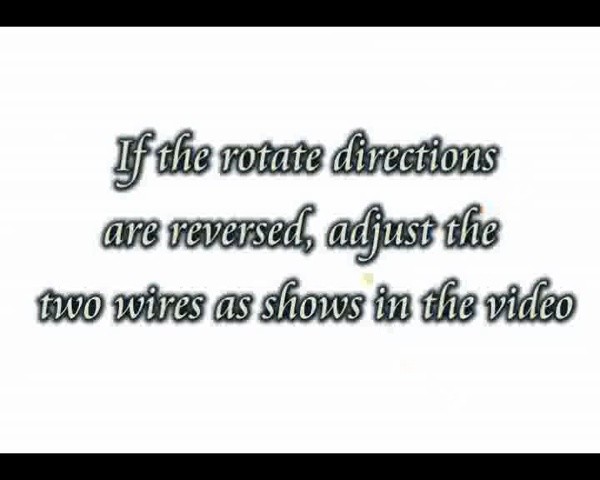 If the rotate directions
are reversed, adjust the
two wires as shows in the video